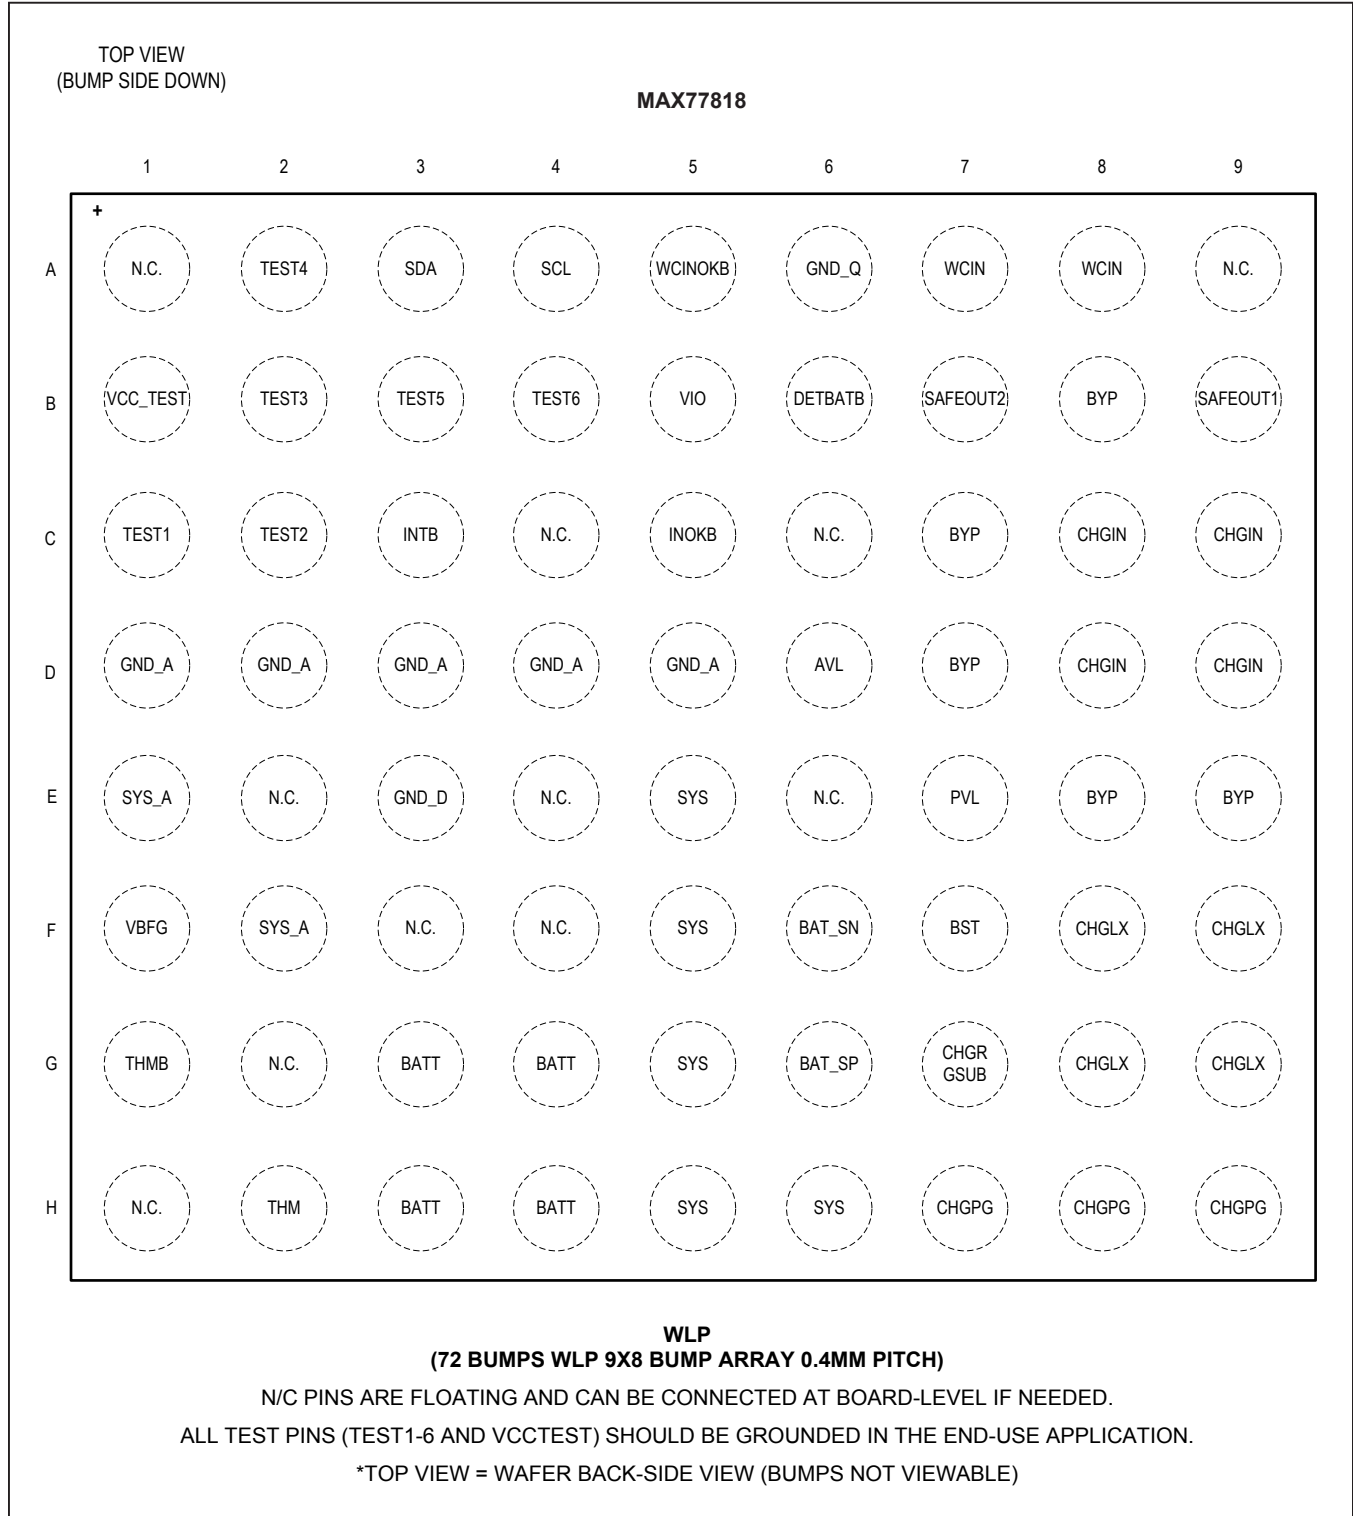 TOP VIEW
(BUMP SIDE DOWN)
MAX77818
1 2 3 4 5 6 7 8 9
+
A N.C. TEST4 SDA SCL WCINOKB GND_Q WCIN WCIN N.C.
B VCC_TEST TEST3 TEST5 TEST6 VIO DETBATB SAFEOUT2 BYP SAFEOUT1
C TEST1 TEST2 INTB N.C. INOKB N.C. BYP CHGIN CHGIN
D GND_A GND_A GND_A GND_A GND_A AVL BYP CHGIN CHGIN
E SYS_A N.C. GND_D N.C. SYS N.C. PVL BYP BYP
F VBFG SYS_A N.C. N.C. SYS BAT_SN BST CHGLX CHGLX
G THMB N.C. BATT BATT SYS BAT_SP CHGR GSUB CHGLX CHGLX
H N.C. THM BATT BATT SYS SYS CHGPG CHGPG CHGPG
WLP
(72 BUMPS WLP 9X8 BUMP ARRAY 0.4MM PITCH)
N/C PINS ARE FLOATING AND CAN BE CONNECTED AT BOARD-LEVEL IF NEEDED.
ALL TEST PINS (TEST1-6 AND VCCTEST) SHOULD BE GROUNDED IN THE END-USE APPLICATION.
*TOP VIEW = WAFER BACK-SIDE VIEW (BUMPS NOT VIEWABLE)